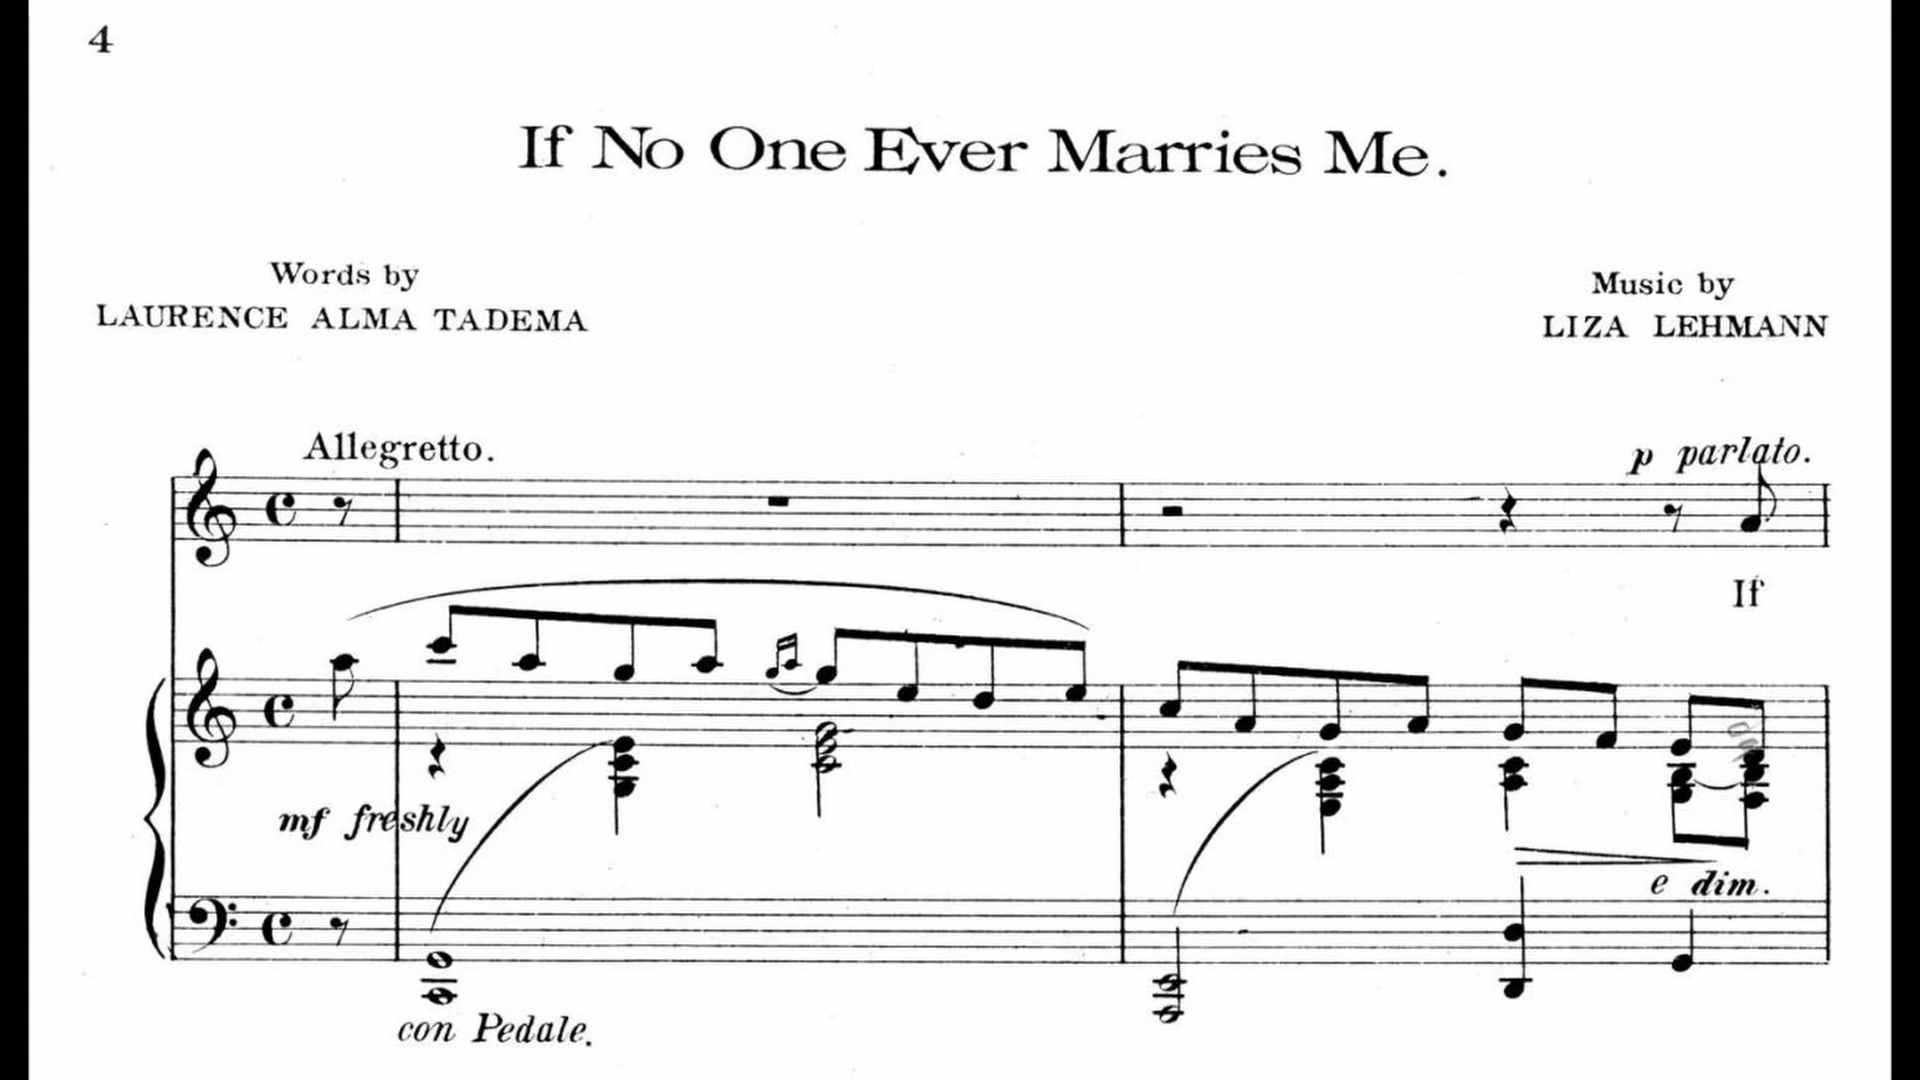 4
If No One Ever Marries Me.
Words by
LAURENCE ALMA TADEMA
Music by
LIZA LEHMANN
Allegretto.
p parlato.
If
mf freshly
e dim.
con Pedale.